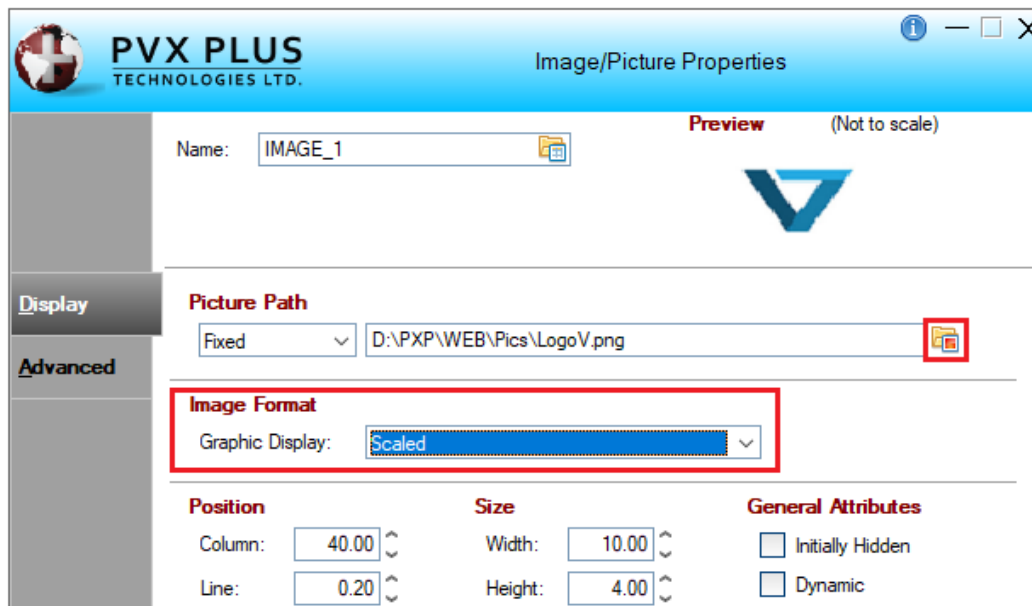 PVX PLUS
TECHNOLOGIES LTD.
Image/Picture Properties
Name: IMAGE_1
Preview (Not to scale)
Display
Advanced
Picture Path
Fixed D:\PXP\WEB\Pics\LogoV.png
Image Format
Graphic Display: Scaled
Position Size General Attributes
Column: 40.00 Width: 10.00 Initially Hidden
Line: 0.20 Height: 4.00 Dynamic